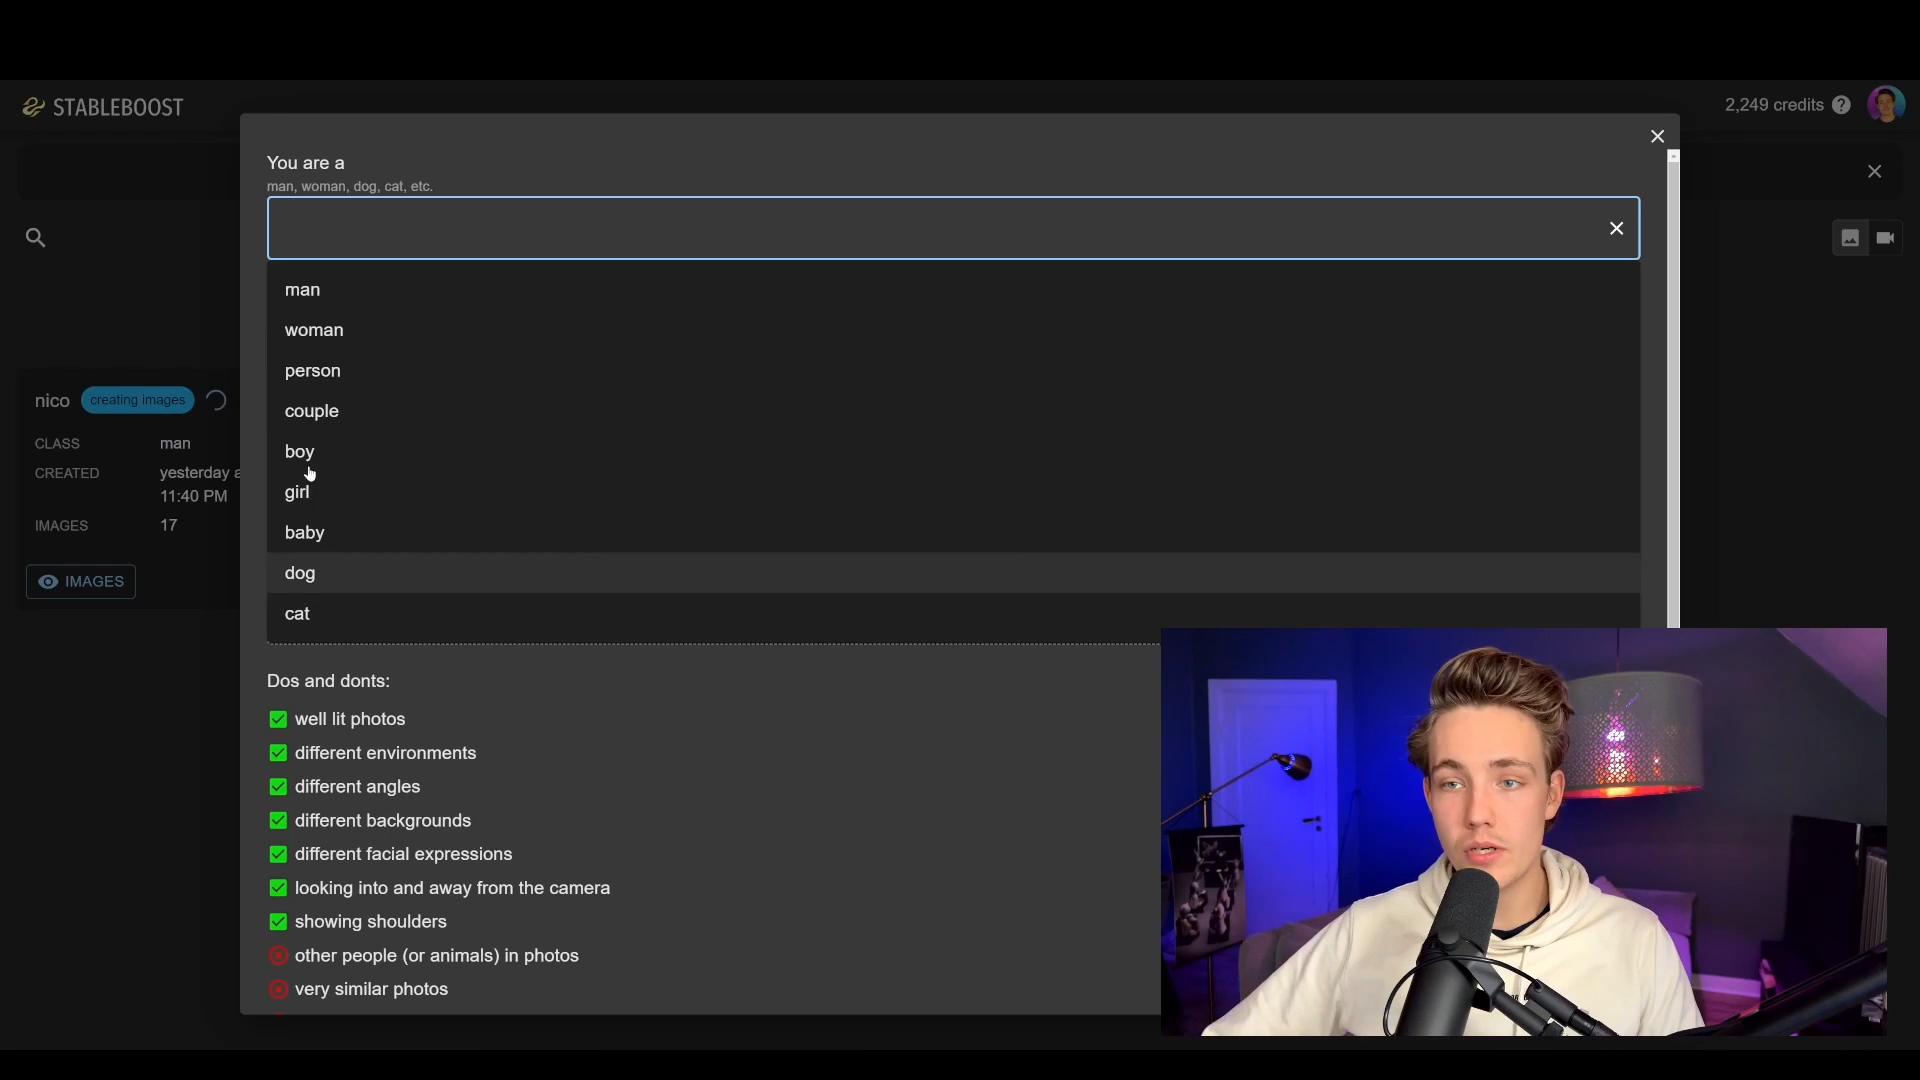 STABLEBOOST
2,249 credits ?
You are a
man, woman, dog, cat, etc.
man
woman
person
couple
boy
girl
baby
dog
cat
nico creating images
CLASS man
CREATED yesterday a
11:40 PM
IMAGES 17
IMAGES
Dos and donts:
well lit photos
different environments
different angles
different backgrounds
different facial expressions
looking into and away from the camera
showing shoulders
other people (or animals) in photos
very similar photos